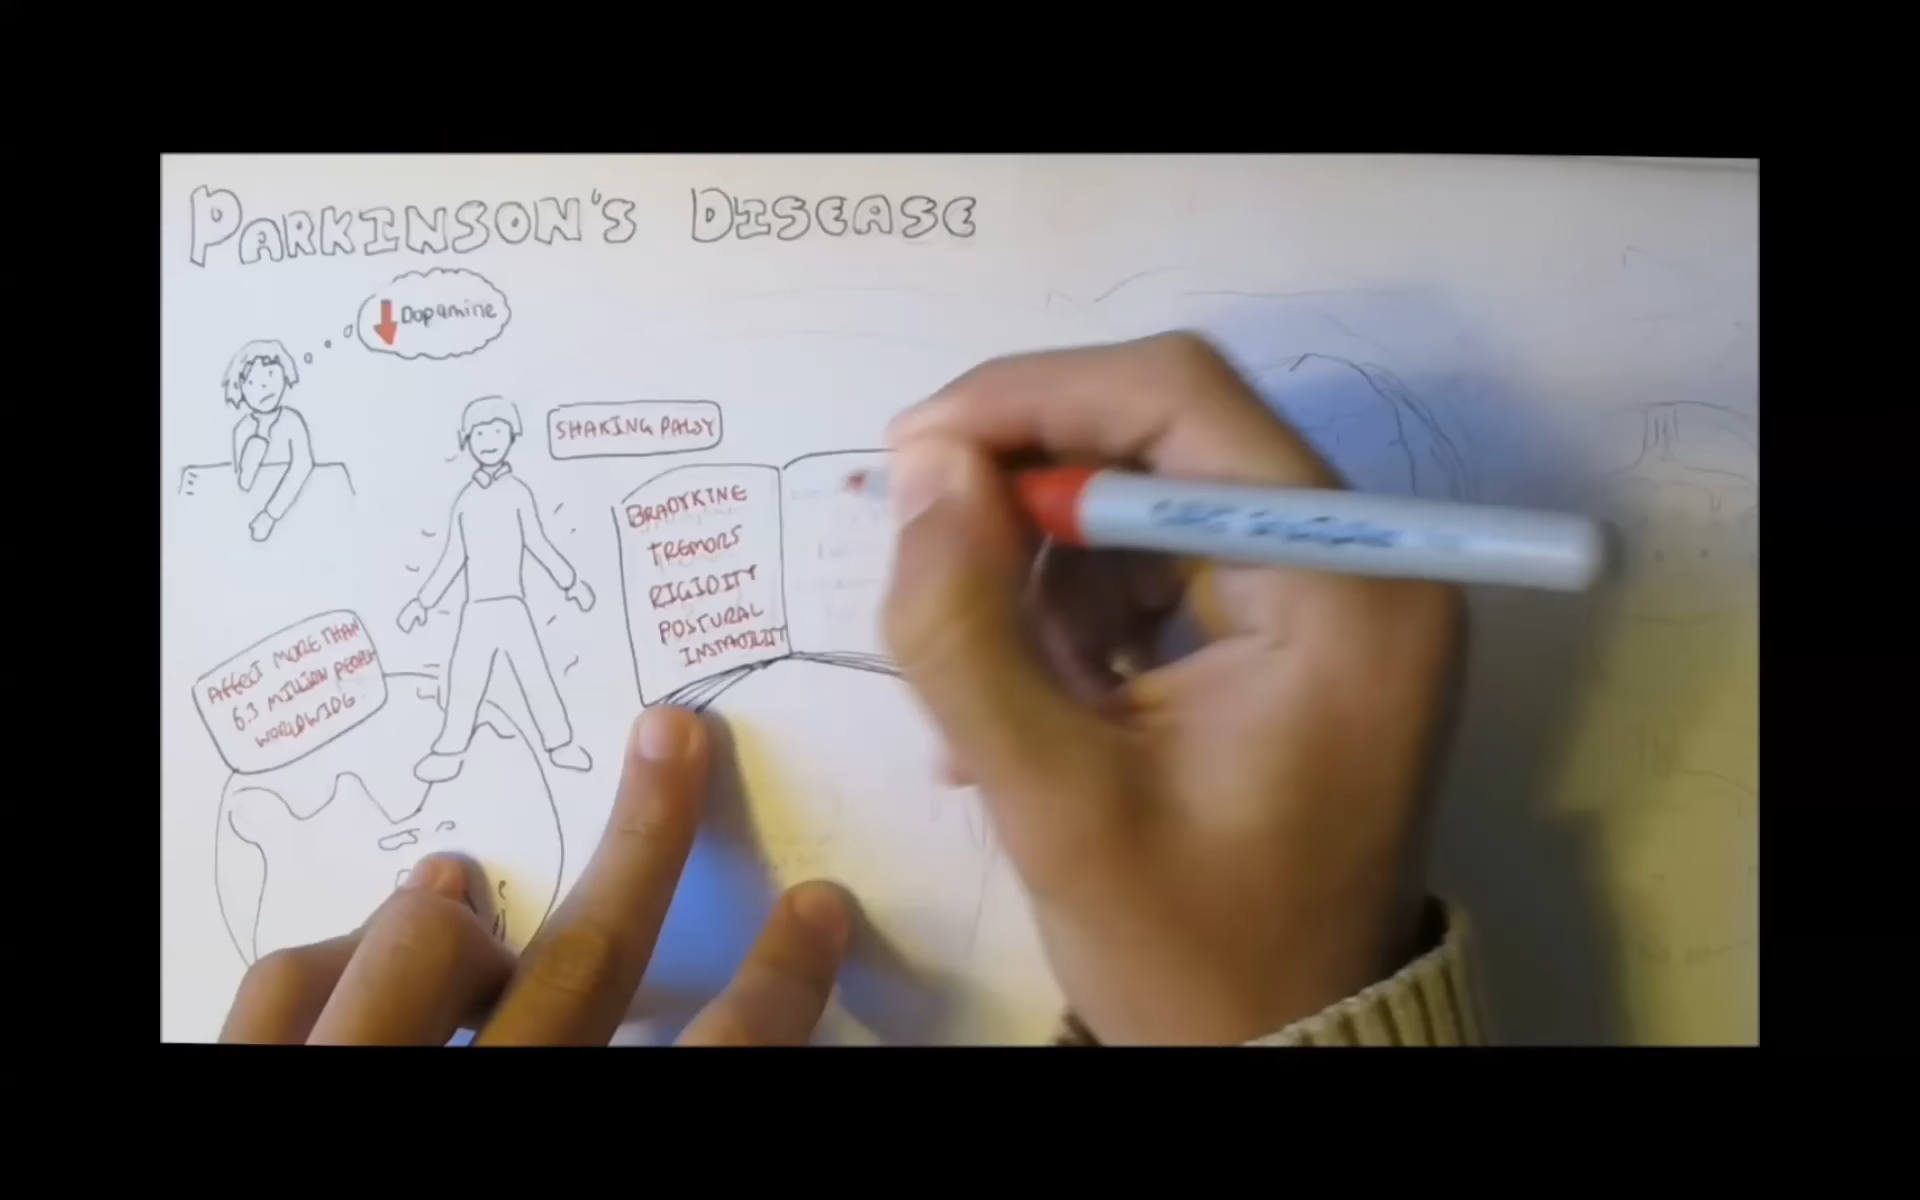 PARKINSON'S DISEASE
Dopamine
SHAKING PALSY
BRADYKINE
TREMORS
RIGIDITY
POSTURAL
INSTABILITY
AFFECT MORE THAN
6.3 MILLION PEOPLE
WORLDWIDE